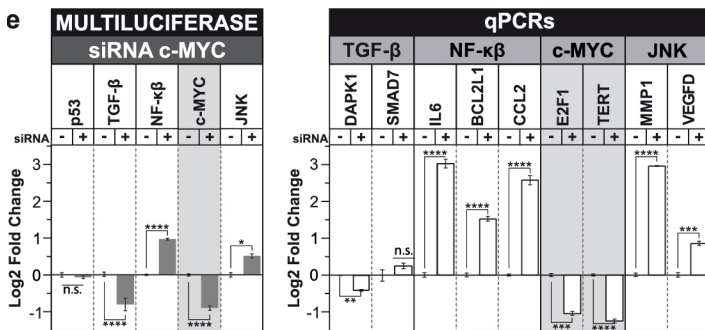 e
MULTILUCIFERASE
siRNA c-MYC
p53
TGF-β
NF-κβ
c-MYC
JNK
siRNA - + - + - + - + - +
Log2 Fold Change
3
2
1
0
-1
n.s.
****
****
****
*
qPCRs
TGF-β NF-κβ c-MYC JNK
DAPK1
SMAD7
IL6
BCL2L1
CCL2
E2F1
TERT
MMP1
VEGFD
siRNA - + - + - + - + - + - + - + - + - +
Log2 Fold Change
3
2
1
0
-1
**
n.s.
****
****
****
***
****
****
***